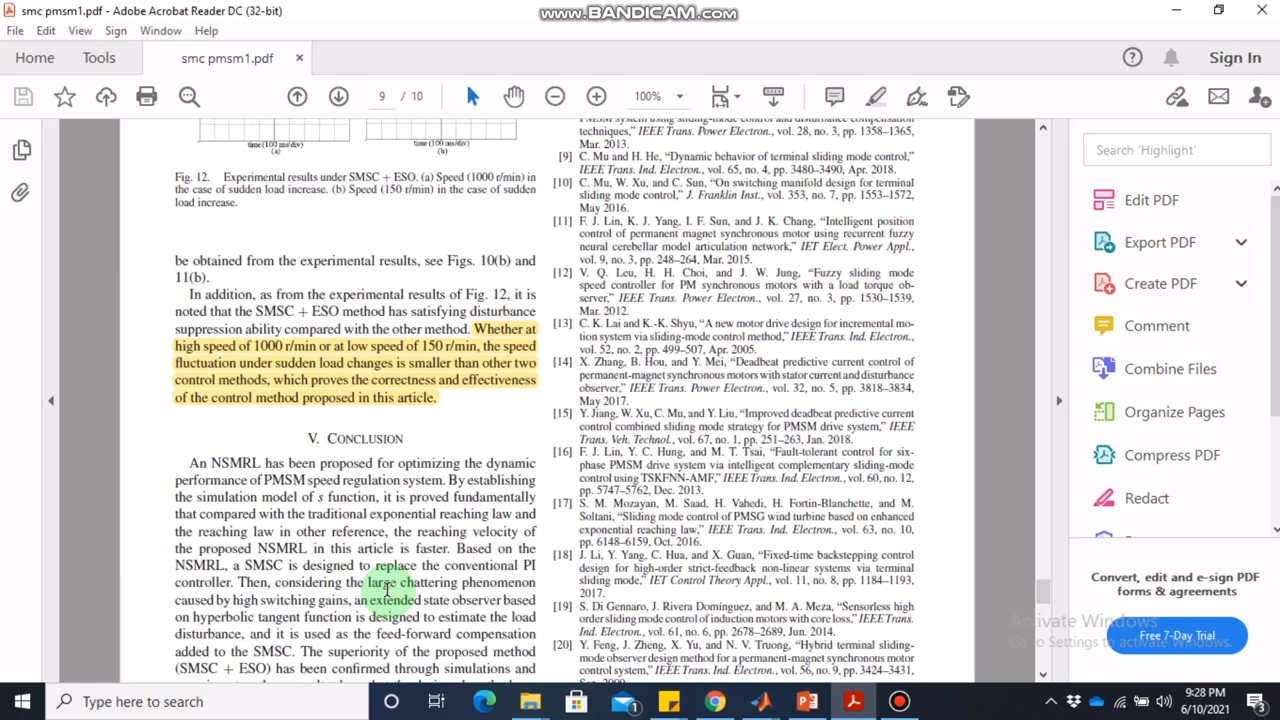 smc pmsm1.pdf - Adobe Acrobat Reader DC (32-bit)
www.BANDICAM.com
File Edit View Sign Window Help
Home Tools smc pmsm1.pdf × Sign In
9 / 10 100%
time (100 ms/div) time (100 ms/div)
(a) (b)
Fig. 12. Experimental results under SMSC + ESO. (a) Speed (1000 r/min) in
the case of sudden load increase. (b) Speed (150 r/min) in the case of sudden
load increase.
be obtained from the experimental results, see Figs. 10(b) and
11(b).
In addition, as from the experimental results of Fig. 12, it is
noted that the SMSC + ESO method has satisfying disturbance
suppression ability compared with the other method. Whether at
high speed of 1000 r/min or at low speed of 150 r/min, the speed
fluctuation under sudden load changes is smaller than other two
control methods, which proves the correctness and effectiveness
of the control method proposed in this article.
V. CONCLUSION
An NSMRL has been proposed for optimizing the dynamic
performance of PMSM speed regulation system. By establishing
the simulation model of s function, it is proved fundamentally
that compared with the traditional exponential reaching law and
the reaching law in other reference, the reaching velocity of
the proposed NSMRL in this article is faster. Based on the
NSMRL, a SMSC is designed to replace the conventional PI
controller. Then, considering the large chattering phenomenon
caused by high switching gains, an extended state observer based
on hyperbolic tangent function is designed to estimate the load
disturbance, and it is used as the feed-forward compensation
added to the SMSC. The superiority of the proposed method
(SMSC + ESO) has been confirmed through simulations and
PMSM system using sliding-mode control and disturbance compensation
techniques," IEEE Trans. Power Electron., vol. 28, no. 3, pp. 1358–1365,
Mar. 2013.
[9] C. Mu and H. He, "Dynamic behavior of terminal sliding mode control,"
IEEE Trans. Ind. Electron., vol. 65, no. 4, pp. 3480–3490, Apr. 2018.
[10] C. Mu, W. Xu, and C. Sun, "On switching manifold design for terminal
sliding mode control," J. Franklin Inst., vol. 353, no. 7, pp. 1553–1572,
May 2016.
[11] F. J. Lin, K. J. Yang, I. F. Sun, and J. K. Chang, "Intelligent position
control of permanent magnet synchronous motor using recurrent fuzzy
neural cerebellar model articulation network," IET Elect. Power Appl.,
vol. 9, no. 3, pp. 248–264, Mar. 2015.
[12] V. Q. Leu, H. H. Choi, and J. W. Jung, "Fuzzy sliding mode
speed controller for PM synchronous motors with a load torque ob-
server," IEEE Trans. Power Electron., vol. 27, no. 3, pp. 1530–1539,
Mar. 2012.
[13] C. K. Lai and K.-K. Shyu, "A new motor drive design for incremental mo-
tion system via sliding-mode control method," IEEE Trans. Ind. Electron.,
vol. 52, no. 2, pp. 499–507, Apr. 2005.
[14] X. Zhang, B. Hou, and Y. Mei, "Deadbeat predictive current control of
permanent-magnet synchronous motors with stator current and disturbance
observer," IEEE Trans. Power Electron., vol. 32, no. 5, pp. 3818–3834,
May 2017.
[15] Y. Jiang, W. Xu, C. Mu, and Y. Liu, "Improved deadbeat predictive current
control combined sliding mode strategy for PMSM drive system," IEEE
Trans. Veh. Technol., vol. 67, no. 1, pp. 251–263, Jan. 2018.
[16] F. J. Lin, Y. C. Hung, and M. T. Tsai, "Fault-tolerant control for six-
phase PMSM drive system via intelligent complementary sliding-mode
control using TSKFNN-AMF," IEEE Trans. Ind. Electron., vol. 60, no. 12,
pp. 5747–5762, Dec. 2013.
[17] S. M. Mozayan, M. Saad, H. Vahedi, H. Fortin-Blanchette, and M.
Soltani, "Sliding mode control of PMSG wind turbine based on enhanced
exponential reaching law," IEEE Trans. Ind. Electron., vol. 63, no. 10,
pp. 6148–6159, Oct. 2016.
[18] J. Li, Y. Yang, C. Hua, and X. Guan, "Fixed-time backstepping control
design for high-order strict-feedback non-linear systems via terminal
sliding mode," IET Control Theory Appl., vol. 11, no. 8, pp. 1184–1193,
2017.
[19] S. Di Gennaro, J. Rivera Domínguez, and M. A. Meza, "Sensorless high
order sliding mode control of induction motors with core loss," IEEE Trans.
Ind. Electron., vol. 61, no. 6, pp. 2678–2689, Jun. 2014.
[20] Y. Feng, J. Zheng, X. Yu, and N. V. Truong, "Hybrid terminal sliding-
mode observer design method for a permanent-magnet synchronous motor
control system," IEEE Trans. Ind. Electron., vol. 56, no. 9, pp. 3424–3431,
Search 'Highlight'
Edit PDF
Export PDF
Create PDF
Comment
Combine Files
Organize Pages
Compress PDF
Redact
Convert, edit and e-sign PDF
forms & agreements
Activate Windows
Go to Settings to activate Windows.
Free 7-Day Trial
Type here to search
1
9:28 PM
6/10/2021
3